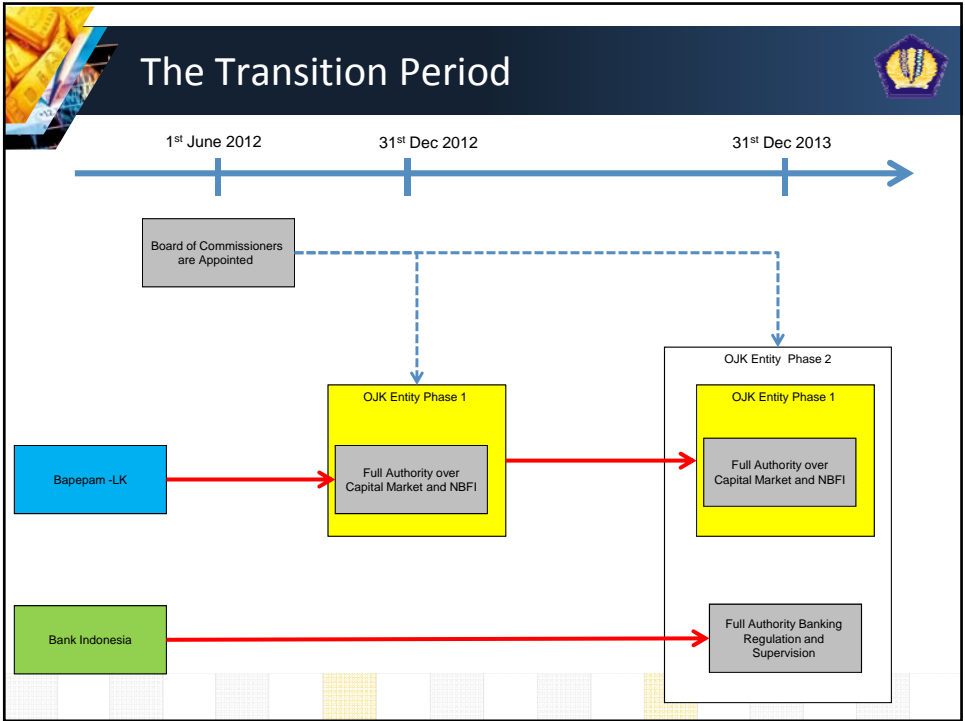 The Transition Period
1st June 2012
31st Dec 2012
31st Dec 2013
Board of Commissioners
are Appointed
OJK Entity Phase 2
OJK Entity Phase 1
OJK Entity Phase 1
Bapepam -LK
Full Authority over
Capital Market and NBFI
Full Authority over
Capital Market and NBFI
Bank Indonesia
Full Authority Banking
Regulation and
Supervision